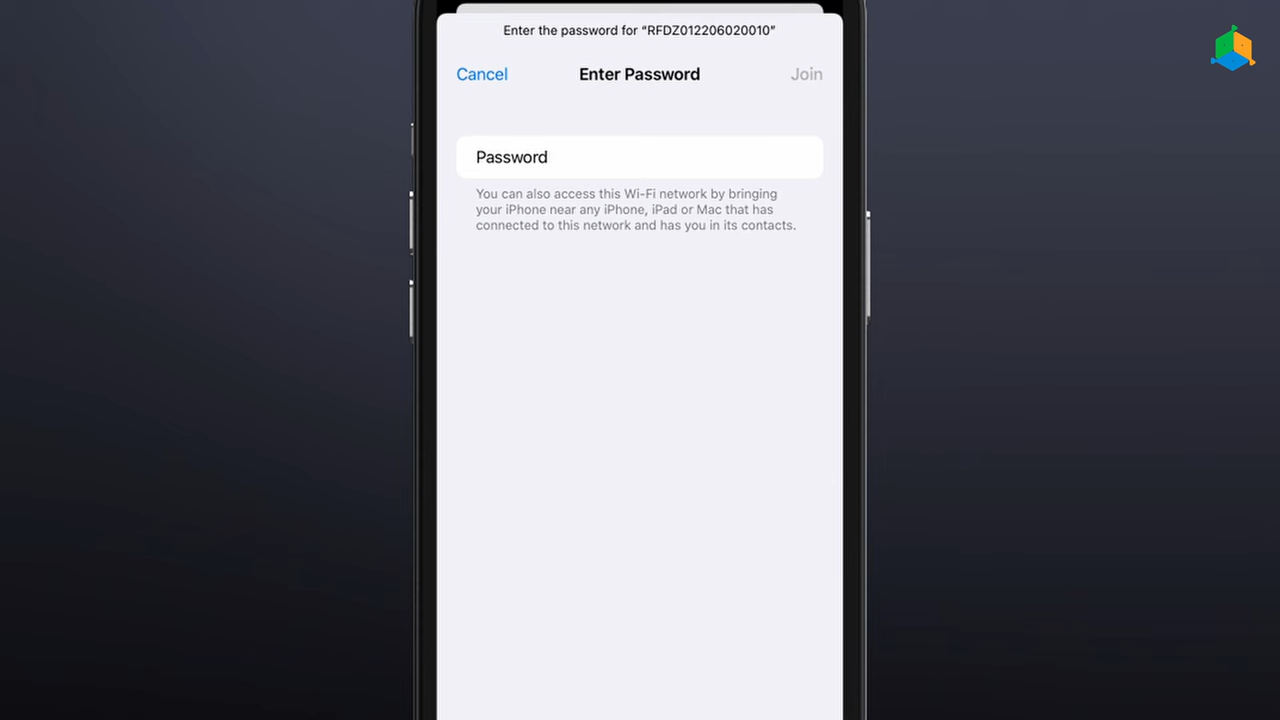 Enter the password for “RFDZ012206020010”
Cancel Enter Password Join
Password
You can also access this Wi-Fi network by bringing
your iPhone near any iPhone, iPad or Mac that has
connected to this network and has you in its contacts.